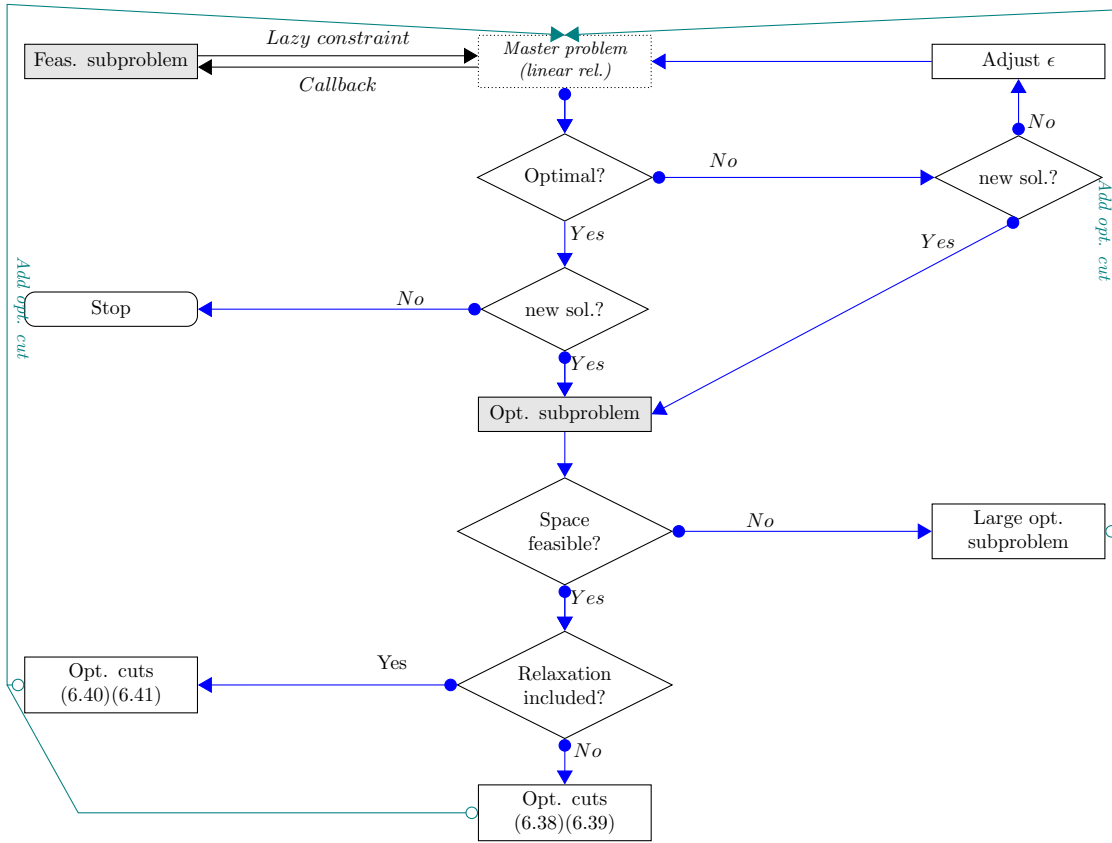 Lazy constraint
Feas. subproblem
Callback
Master problem
(linear rel.)
Adjust ϵ
No
Optimal?
No
new sol.?
Add opt. cut
Yes
Yes
Add opt. cut
Stop
No
new sol.?
Yes
Opt. subproblem
Space
feasible?
No
Large opt.
subproblem
Yes
Opt. cuts
(6.40)(6.41)
Yes
Relaxation
included?
No
Opt. cuts
(6.38)(6.39)